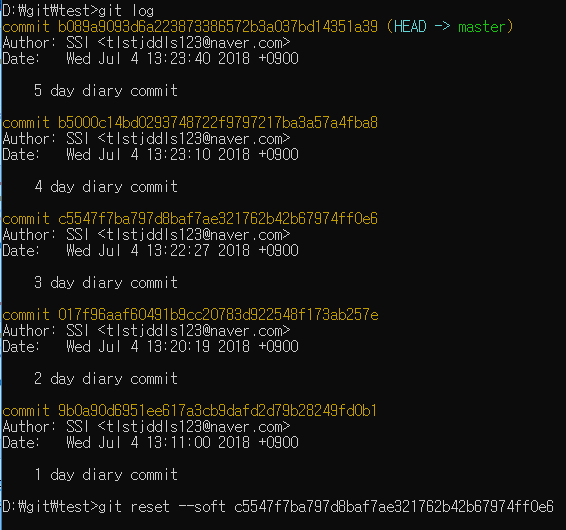 D:₩git₩test>git log
commit b089a9093d6a223873386572b3a037bd14351a39 (HEAD -> master)
Author: SSI <tlstjddls123@naver.com>
Date:   Wed Jul 4 13:23:40 2018 +0900
5 day diary commit
commit b5000c14bd0293748722f9797217ba3a57a4fba8
Author: SSI <tlstjddls123@naver.com>
Date:   Wed Jul 4 13:23:10 2018 +0900
4 day diary commit
commit c5547f7ba797d8baf7ae321762b42b67974ff0e6
Author: SSI <tlstjddls123@naver.com>
Date:   Wed Jul 4 13:22:27 2018 +0900
3 day diary commit
commit 017f96aaf60491b9cc20783d922548f173ab257e
Author: SSI <tlstjddls123@naver.com>
Date:   Wed Jul 4 13:20:19 2018 +0900
2 day diary commit
commit 9b0a90d6951ee617a3cb9dafd2d79b28249fd0b1
Author: SSI <tlstjddls123@naver.com>
Date:   Wed Jul 4 13:11:00 2018 +0900
1 day diary commit
D:₩git₩test>git reset --soft c5547f7ba797d8baf7ae321762b42b67974ff0e6